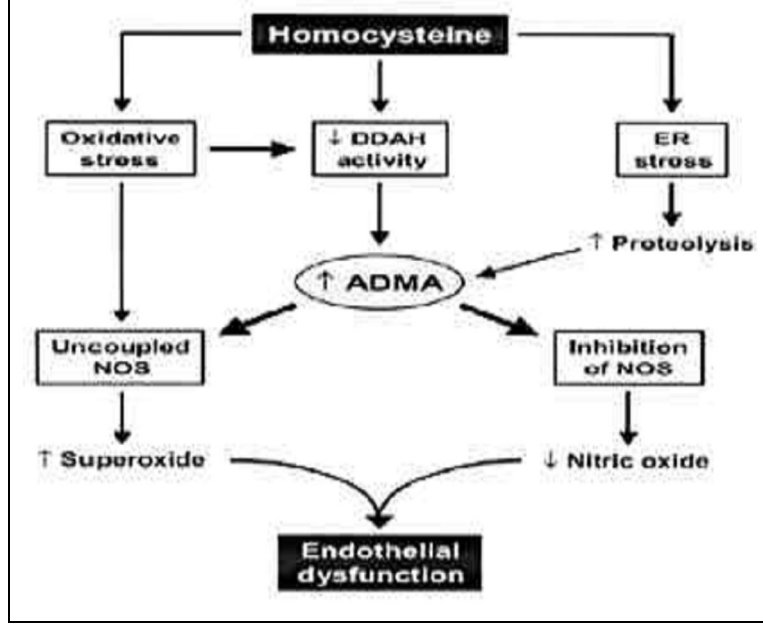 Homocysteine
Oxidative
stress
↓ DDAH
activity
ER
stress
↑ Proteolysis
↑ ADMA
Uncoupled
NOS
Inhibition
of NOS
↑ Superoxide
↓ Nitric oxide
Endothelial
dysfunction